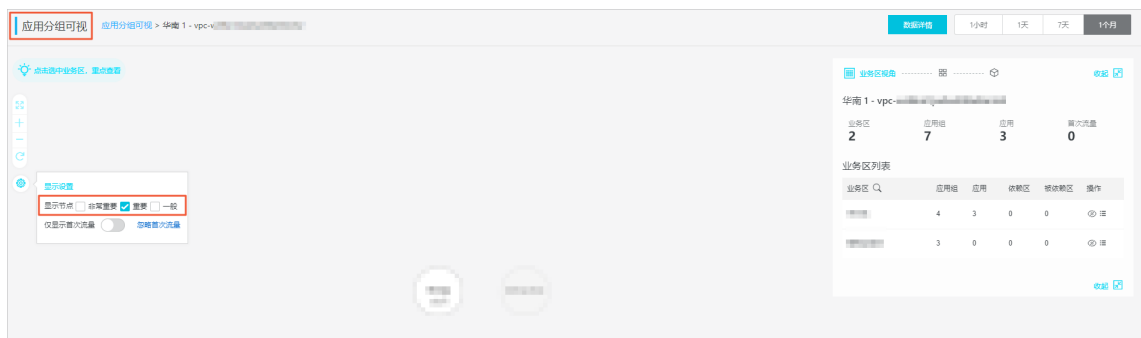 应用分组可视 应用分组可视 > 华南 1 - vpc- 数据详情 1小时 1天 7天 1个月
点击选中业务区，重点查看
业务区视角 收起
华南 1 - vpc-
业务区 应用组 应用 首次流量
2 7 3 0
业务区列表
业务区 应用组 应用 依赖区 被依赖区 操作
4 3 0 0
3 0 0 0
收起
显示设置
显示节点 非常重要 重要 一般
仅显示首次流量 忽略首次流量